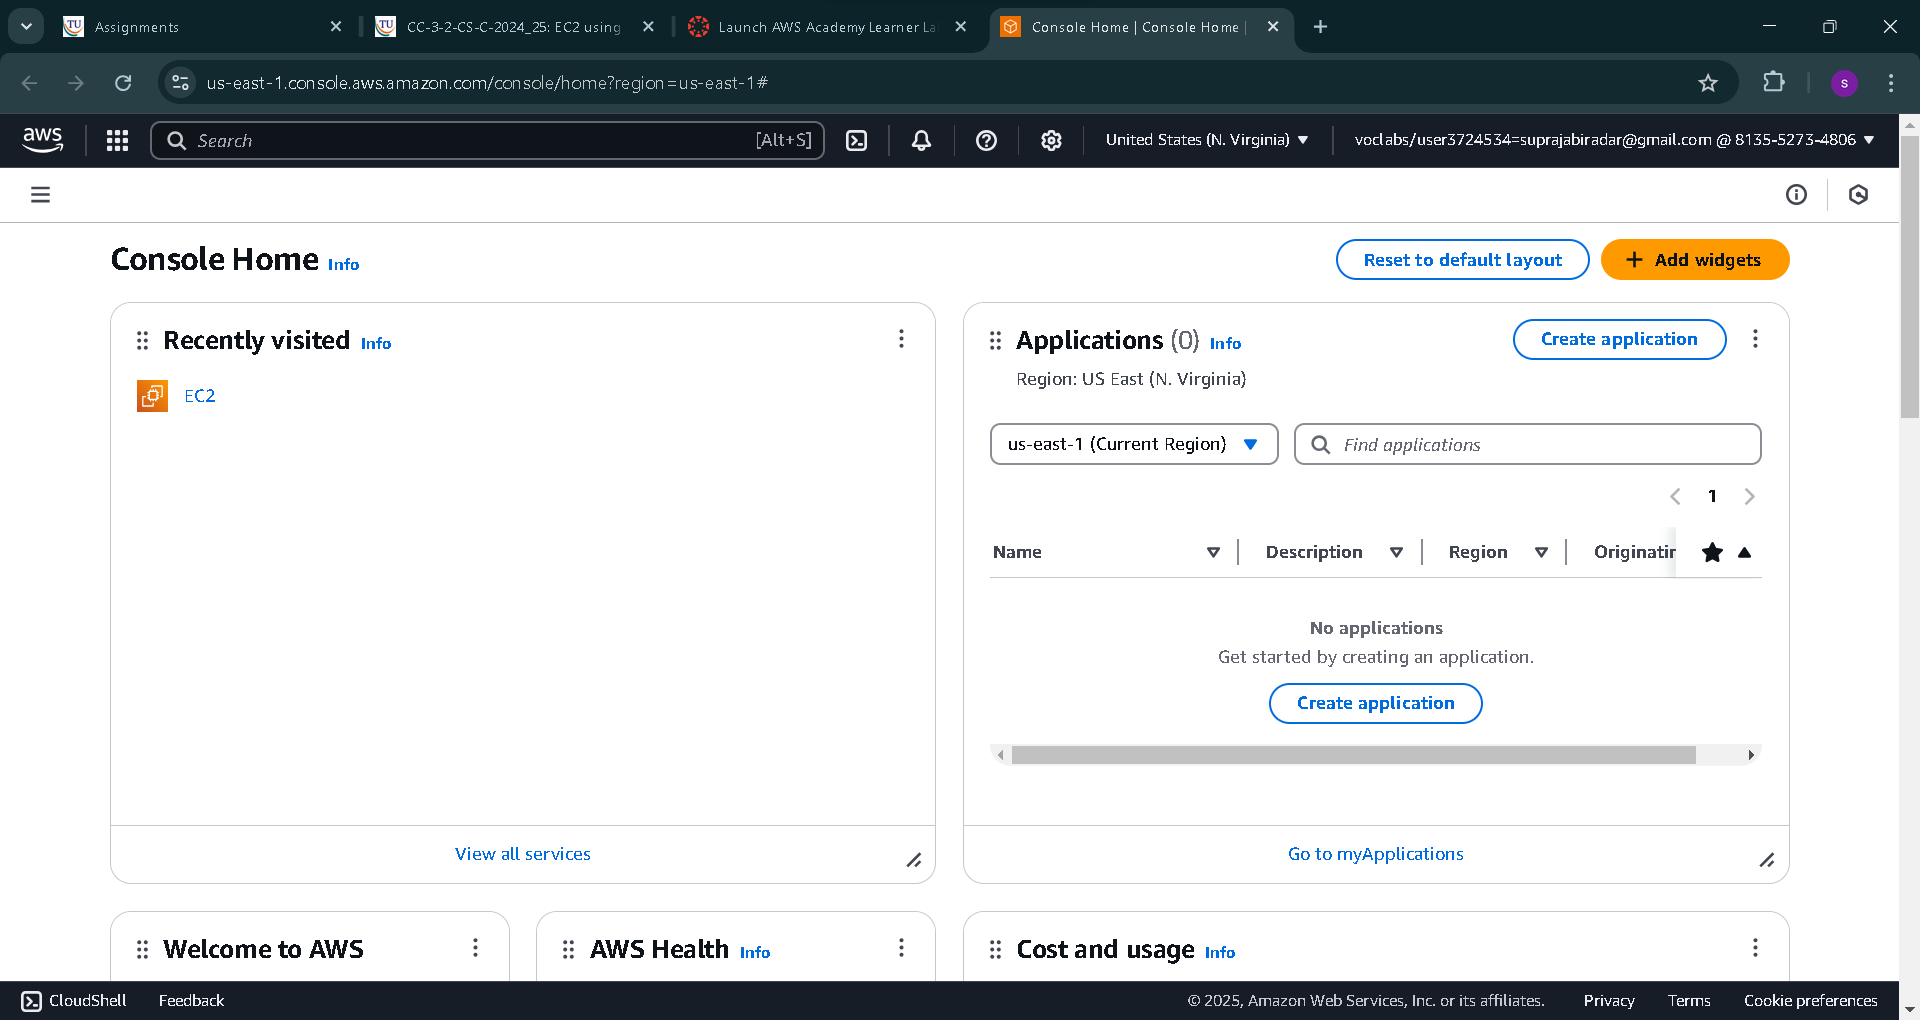 Assignments
CC-3-2-CS-C-2024_25: EC2 using
Launch AWS Academy Learner La
Console Home | Console Home |
us-east-1.console.aws.amazon.com/console/home?region=us-east-1#
S
aws
Search
[Alt+S]
United States (N. Virginia)
voclabs/user3724534=suprajabiradar@gmail.com @ 8135-5273-4806
Console Home Info
Reset to default layout
Add widgets
Recently visited Info
EC2
View all services
Applications (0) Info
Create application
Region: US East (N. Virginia)
us-east-1 (Current Region)
Find applications
1
Name
Description
Region
Originatin
No applications
Get started by creating an application.
Create application
Go to myApplications
Welcome to AWS
AWS Health Info
Cost and usage Info
CloudShell
Feedback
© 2025, Amazon Web Services, Inc. or its affiliates.
Privacy
Terms
Cookie preferences